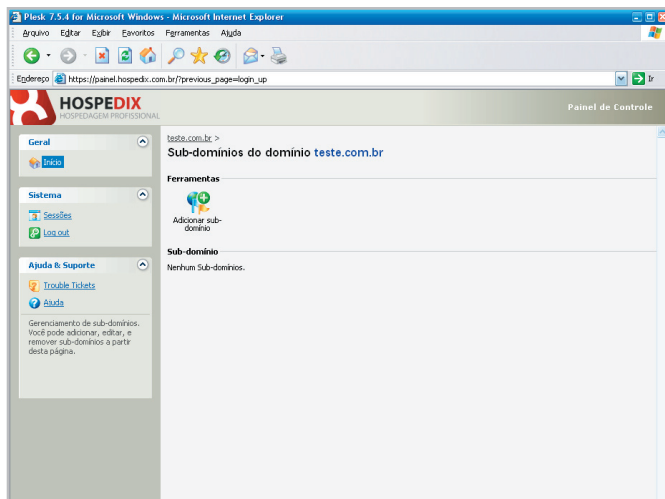 Plesk 7.5.4 for Microsoft Windows - Microsoft Internet Explorer
Arquivo Editar Exibir Favoritos Ferramentas Ajuda
Endereço https://painel.hospedix.com.br/?previous_page=login_up Ir
HOSPEDIX
HOSPEDAGEM PROFISSIONAL
Painel de Controle
Geral
Início
Sistema
Sessões
Log out
Ajuda & Suporte
Trouble Tickets
Ajuda
Gerenciamento de sub-domínios.
Você pode adicionar, editar, e
remover sub-domínios a partir
desta página.
teste.com.br >
Sub-domínios do domínio teste.com.br
Ferramentas
Adicionar sub-
domínio
Sub-domínio
Nenhum Sub-domínios.